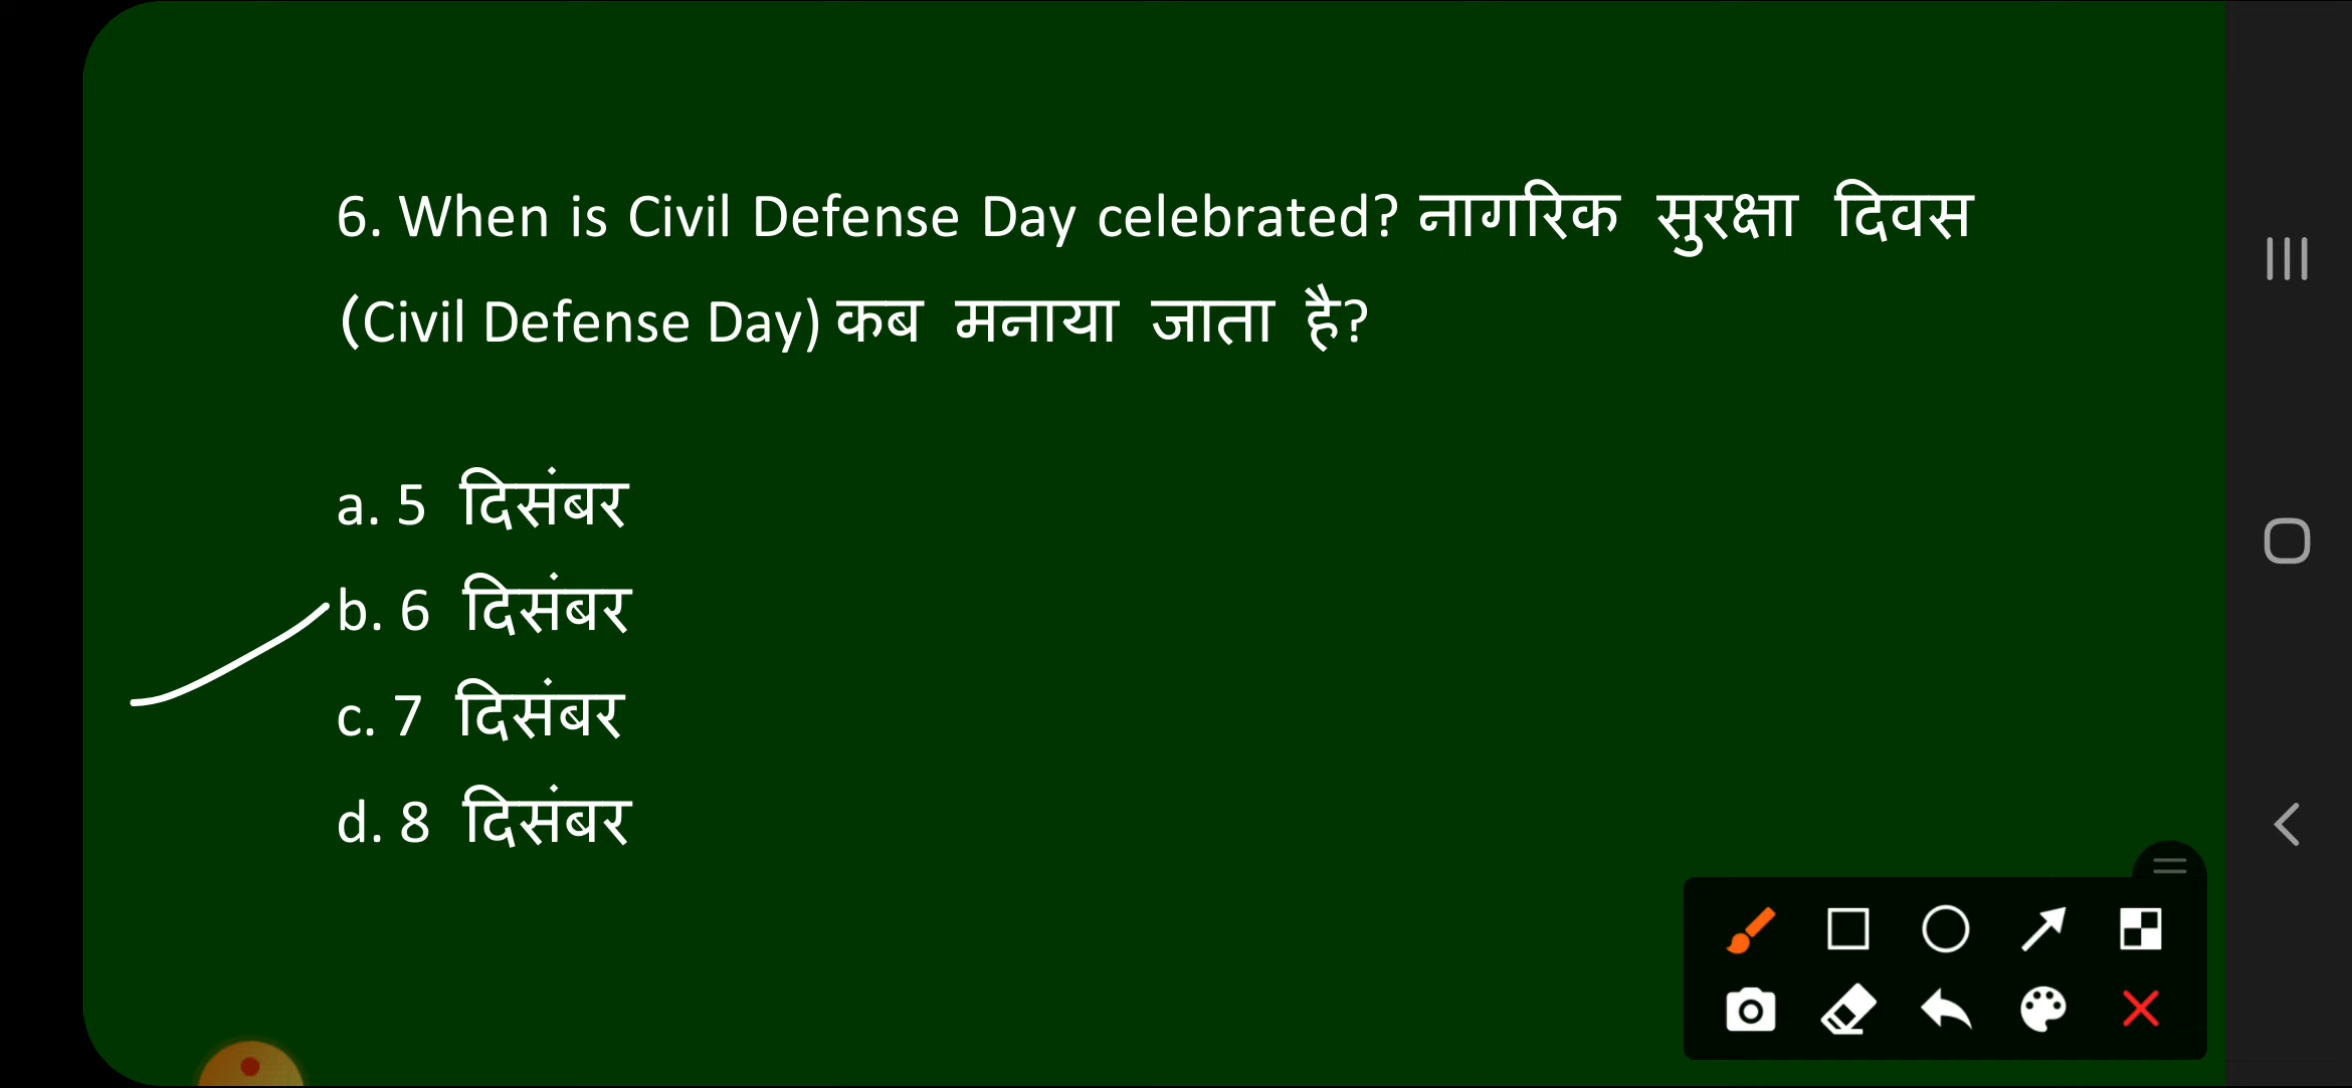 6. When is Civil Defense Day celebrated? नागरिक सुरक्षा दिवस
(Civil Defense Day) कब मनाया जाता है?
a. 5 दिसंबर
b. 6 दिसंबर
c. 7 दिसंबर
d. 8 दिसंबर